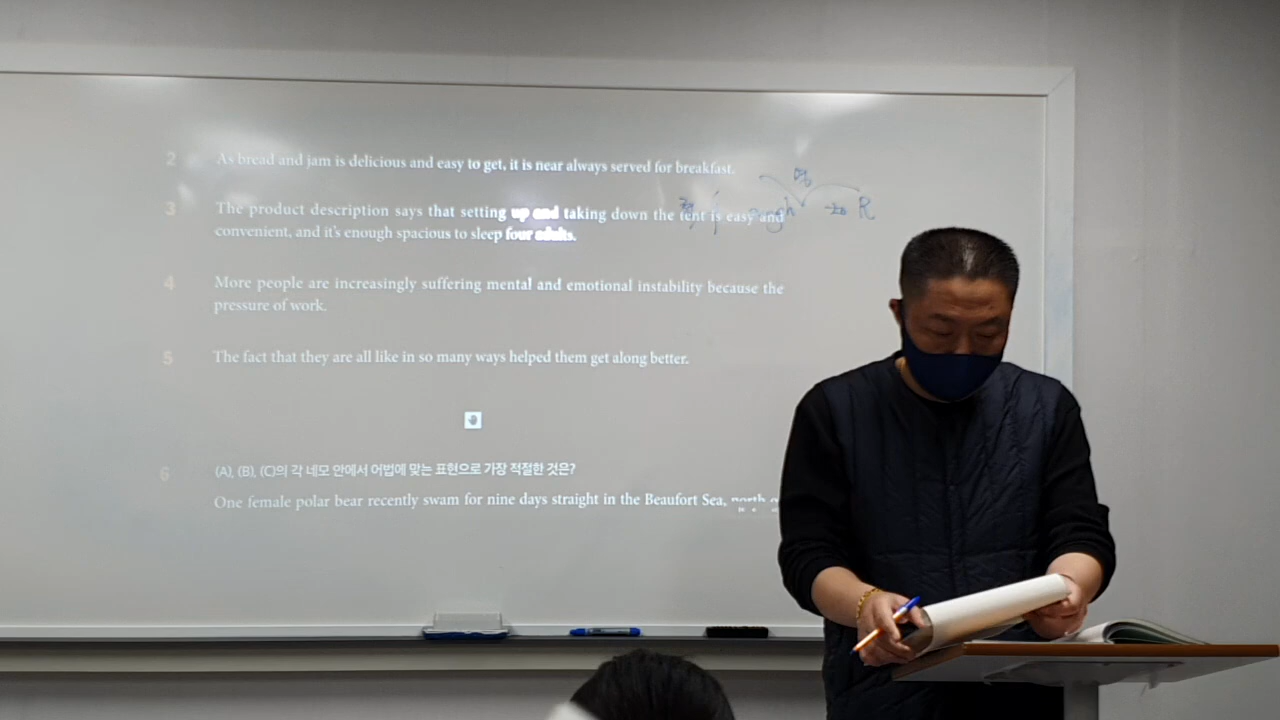 2 As bread and jam is delicious and easy to get, it is near always served for breakfast.
3 The product description says that setting up and taking down the tent is easy and
convenient, and it's enough spacious to sleep four adults.
4 More people are increasingly suffering mental and emotional instability because the
pressure of work.
5 The fact that they are all like in so many ways helped them get along better.
6 (A), (B), (C)의 각 네모 안에서 어법에 맞는 표현으로 가장 적절한 것은?
One female polar bear recently swam for nine days straight in the Beaufort Sea, north
to R